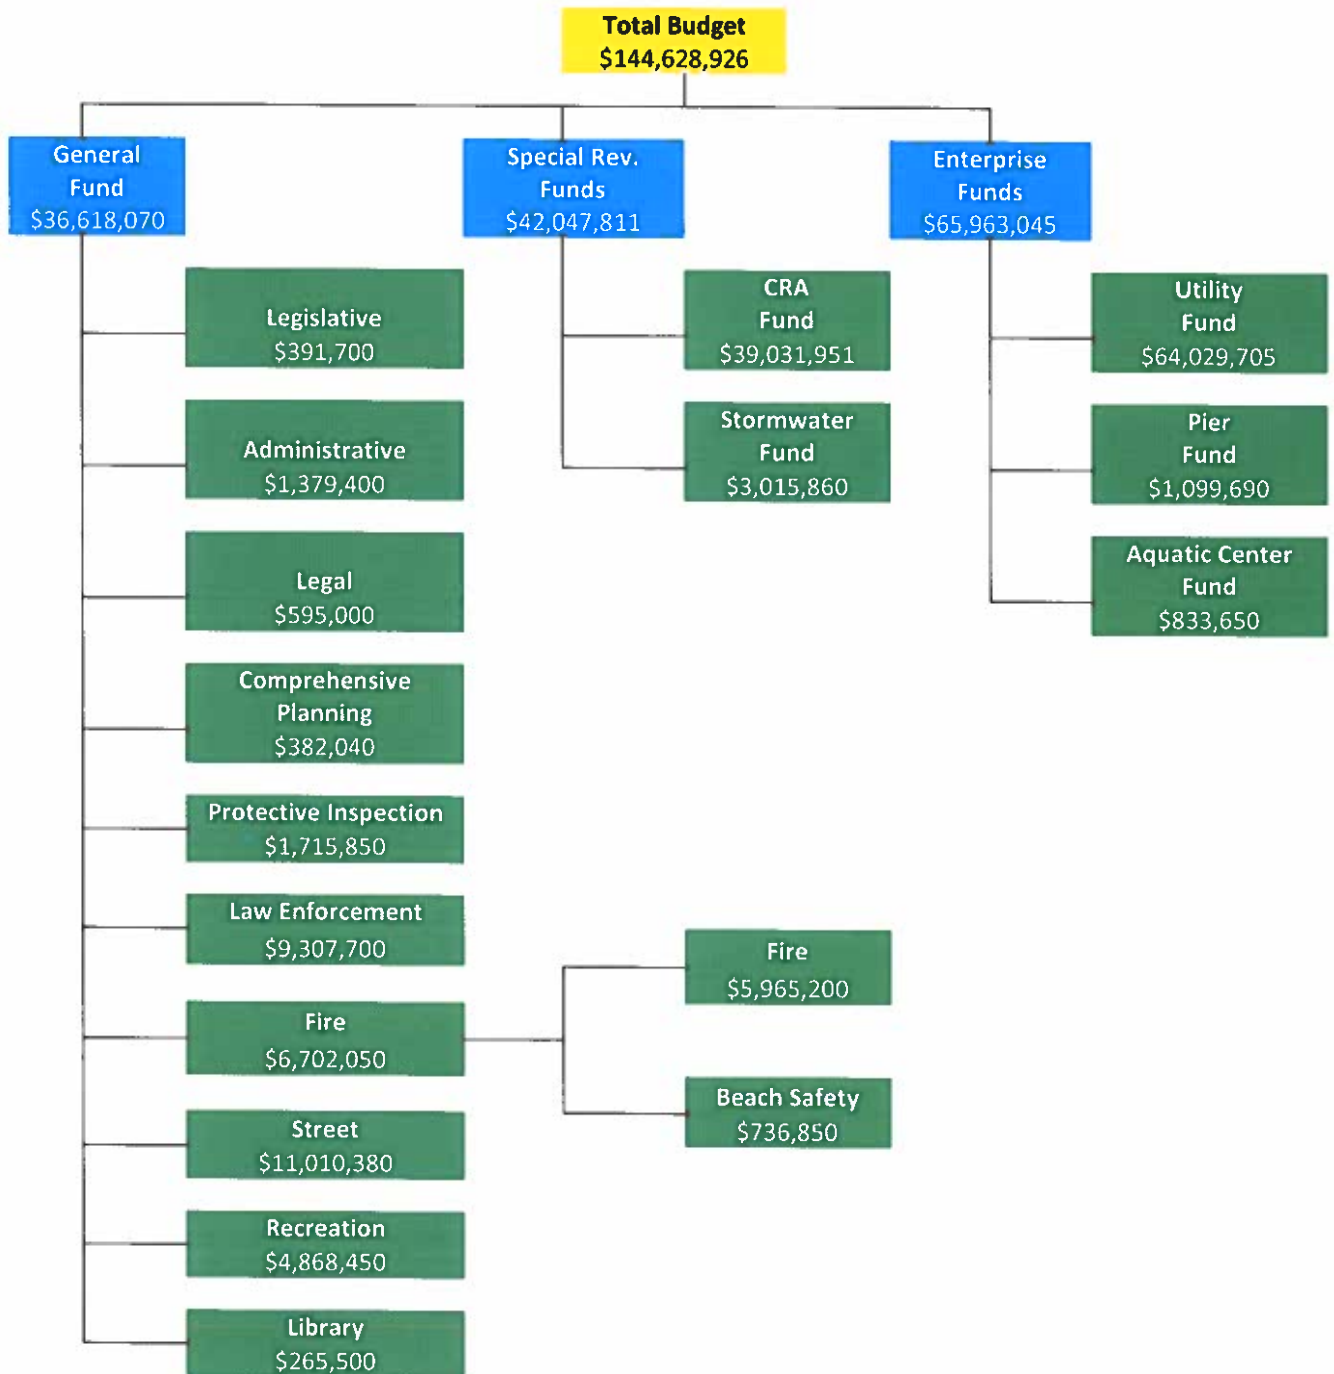 Total Budget
$144,628,926
General
Fund
$36,618,070
Special Rev.
Funds
$42,047,811
Enterprise
Funds
$65,963,045
Legislative
$391,700
Administrative
$1,379,400
Legal
$595,000
Comprehensive
Planning
$382,040
Protective Inspection
$1,715,850
Law Enforcement
$9,307,700
Fire
$6,702,050
Street
$11,010,380
Recreation
$4,868,450
Library
$265,500
CRA
Fund
$39,031,951
Stormwater
Fund
$3,015,860
Fire
$5,965,200
Beach Safety
$736,850
Utility
Fund
$64,029,705
Pier
Fund
$1,099,690
Aquatic Center
Fund
$833,650